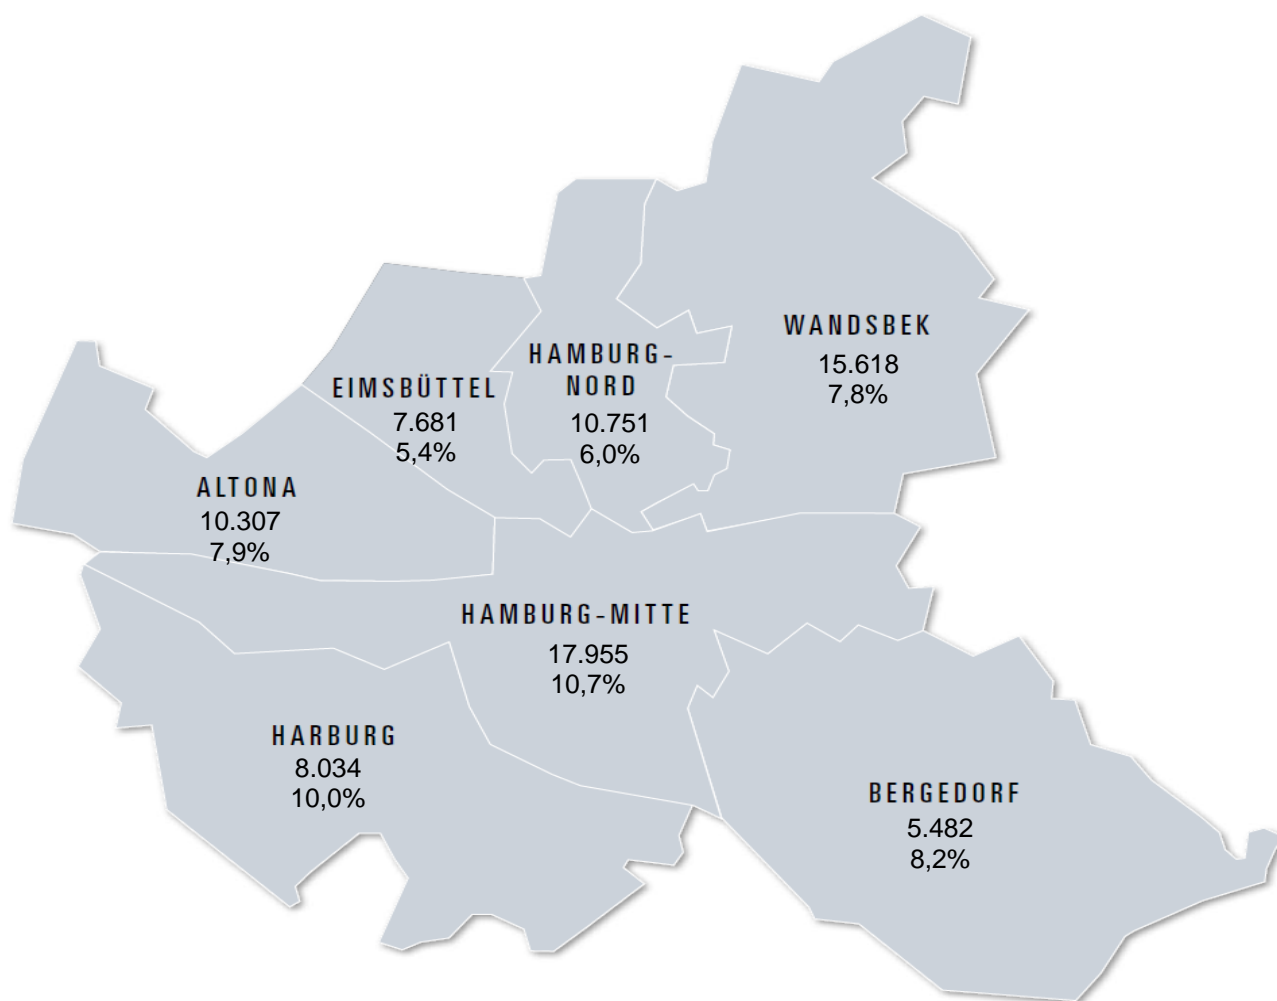 WANDSBEK
15.618
7,8%
HAMBURG-
NORD
10.751
6,0%
EIMSBÜTTEL
7.681
5,4%
ALTONA
10.307
7,9%
HAMBURG-MITTE
17.955
10,7%
HARBURG
8.034
10,0%
BERGEDORF
5.482
8,2%